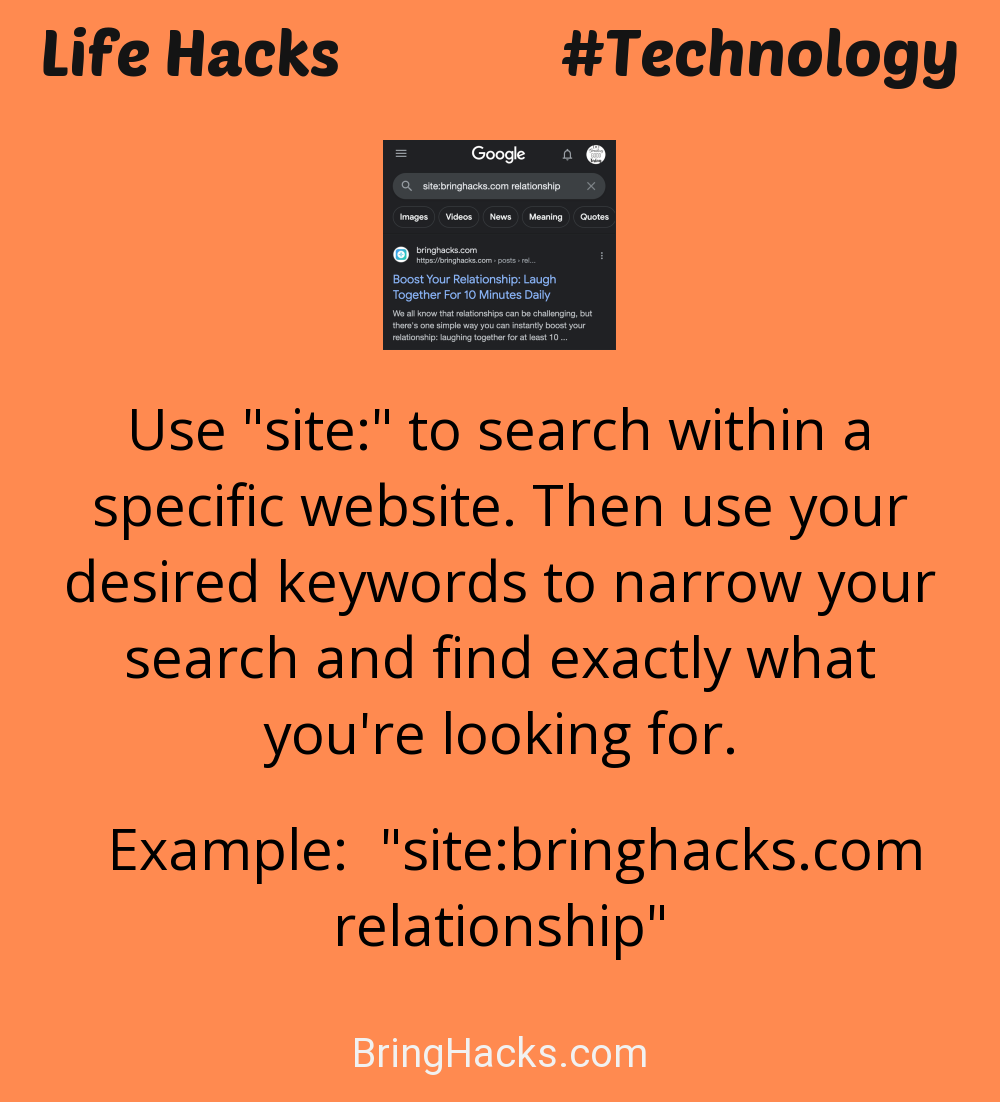 Life Hacks #Technology
Google
site:bringhacks.com relationship
Images Videos News Meaning Quotes
bringhacks.com
https://bringhacks.com › posts › rel...
Boost Your Relationship: Laugh
Together For 10 Minutes Daily
We all know that relationships can be challenging, but
there's one simple way you can instantly boost your
relationship: laughing together for at least 10 ...
Use "site:" to search within a
specific website. Then use your
desired keywords to narrow your
search and find exactly what
you're looking for.
Example:  "site:bringhacks.com
relationship"
BringHacks.com